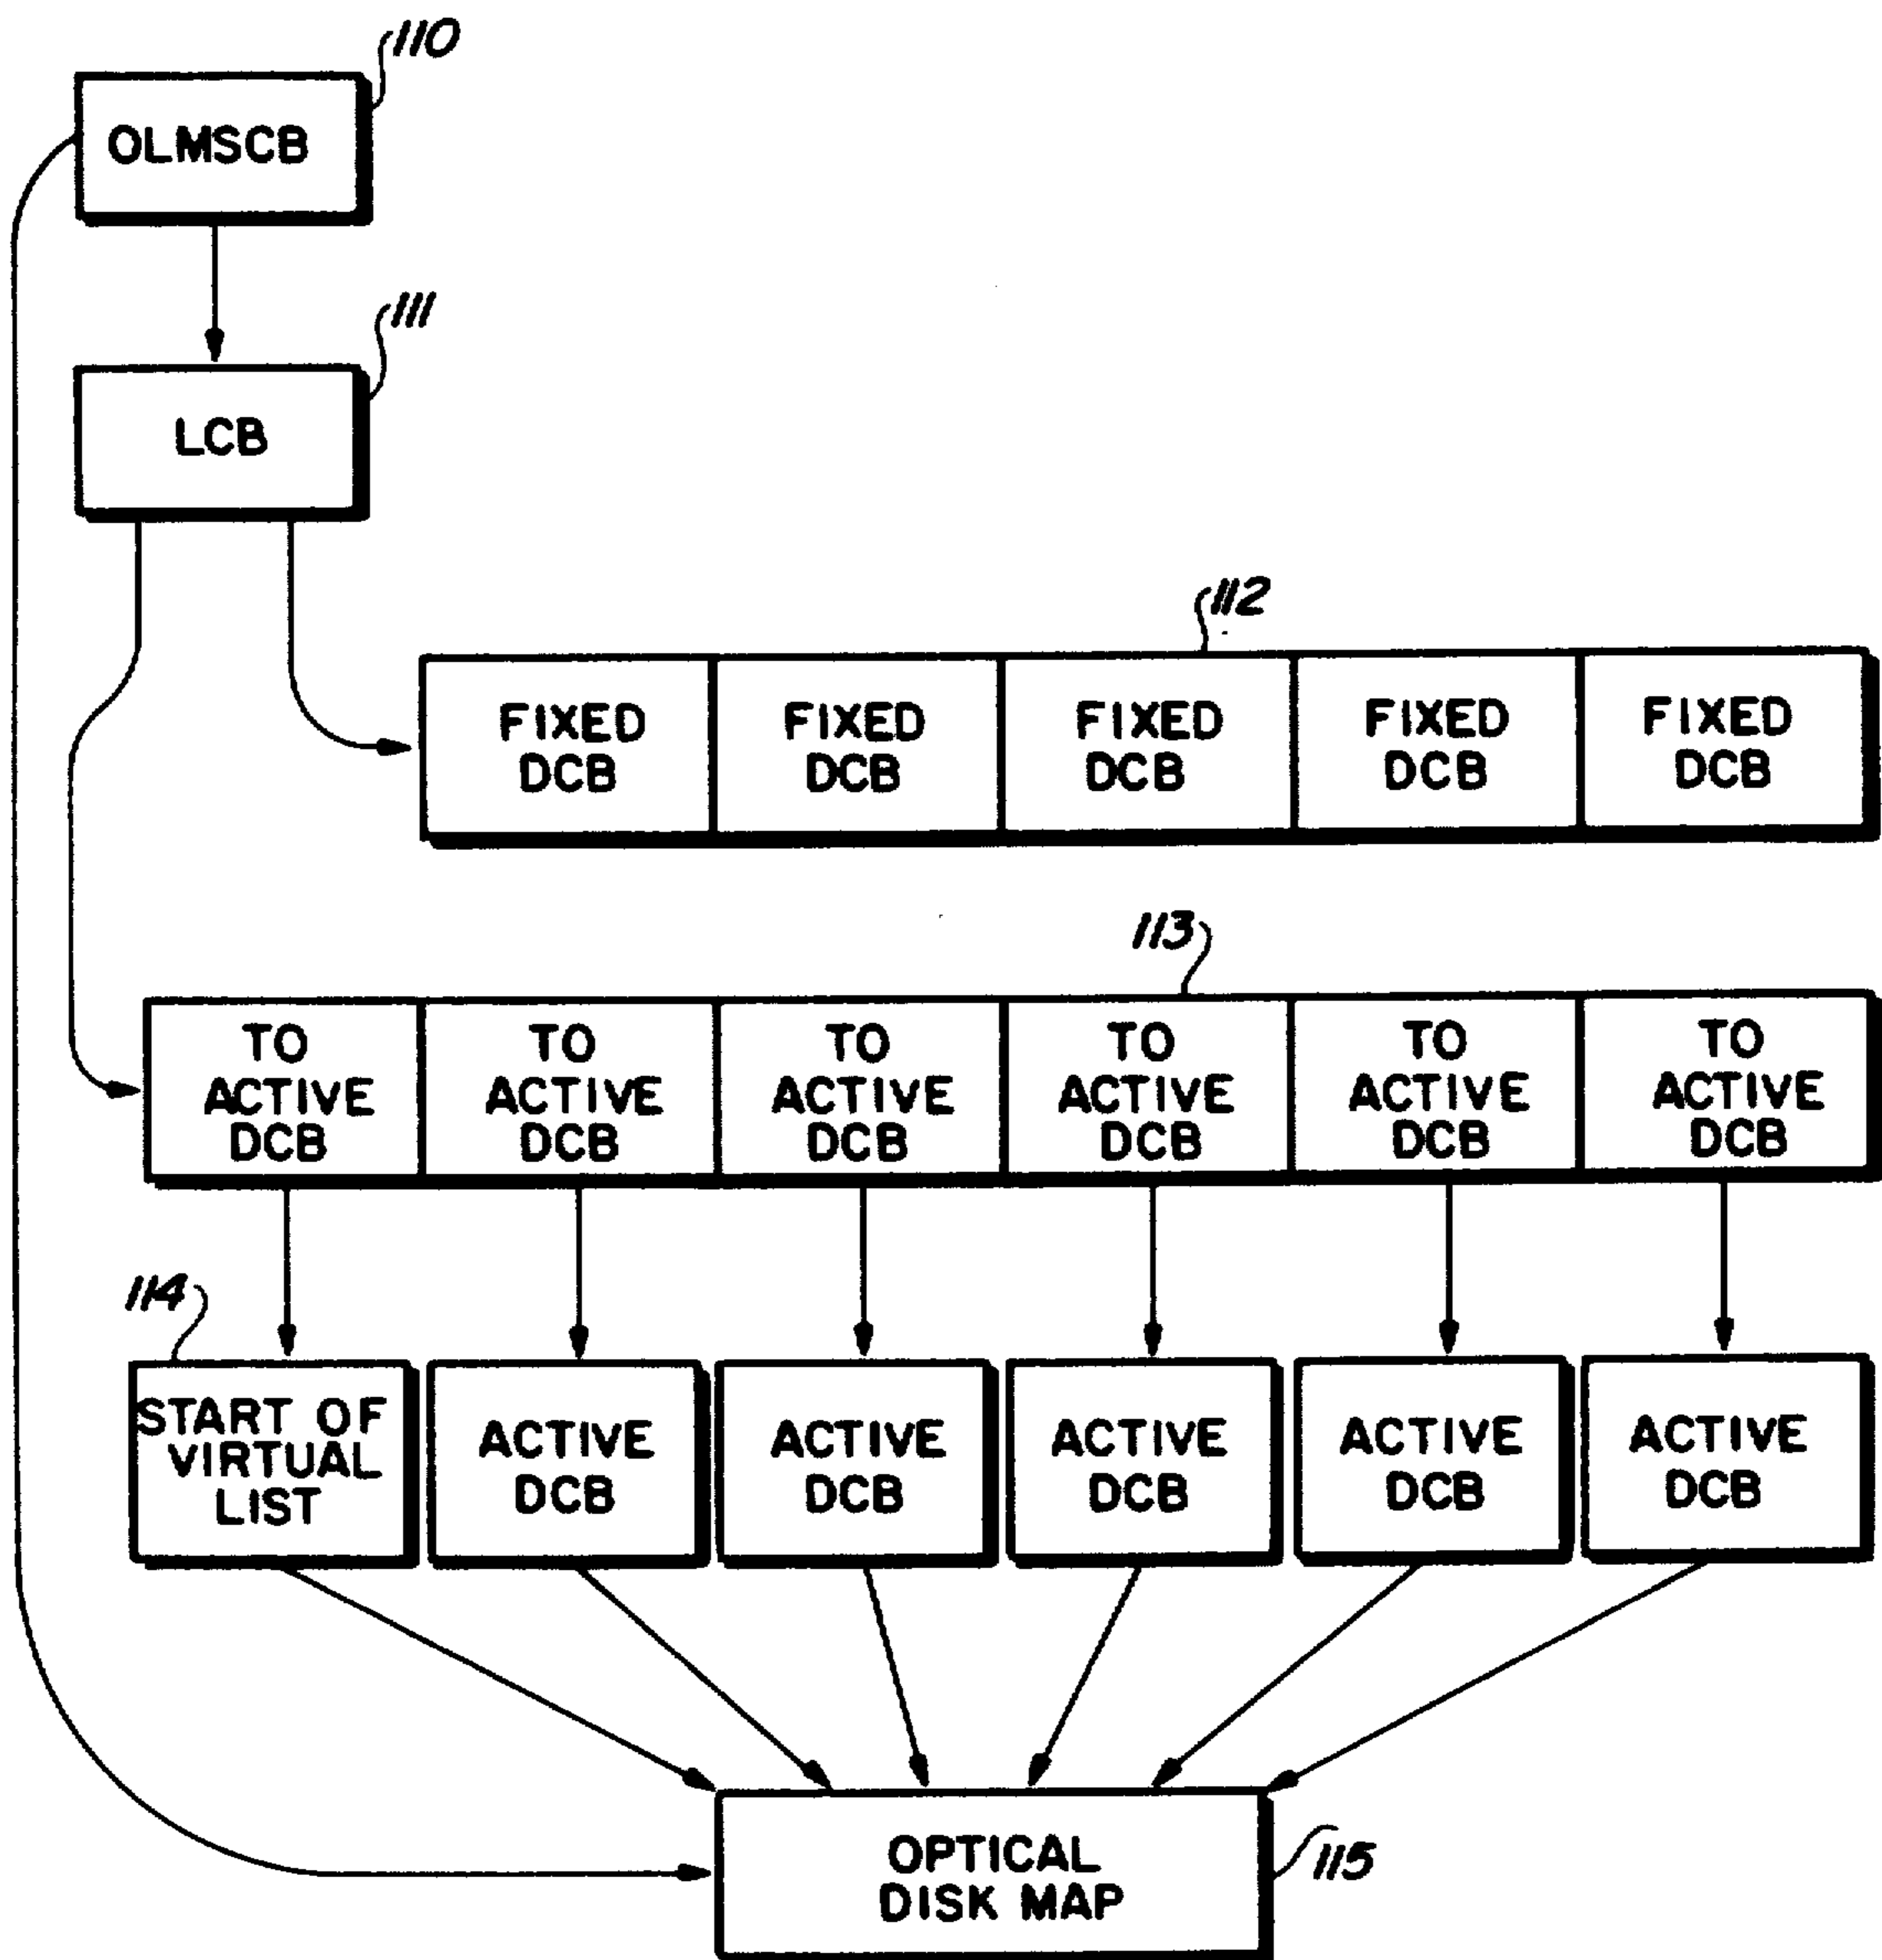 110
OLMSCB
111
LCB
112
FIXED DCB
FIXED DCB
FIXED DCB
FIXED DCB
FIXED DCB
113
TO ACTIVE DCB
TO ACTIVE DCB
TO ACTIVE DCB
TO ACTIVE DCB
TO ACTIVE DCB
TO ACTIVE DCB
114
START OF
VIRTUAL
LIST
ACTIVE DCB
ACTIVE DCB
ACTIVE DCB
ACTIVE DCB
ACTIVE DCB
OPTICAL
DISK MAP
115